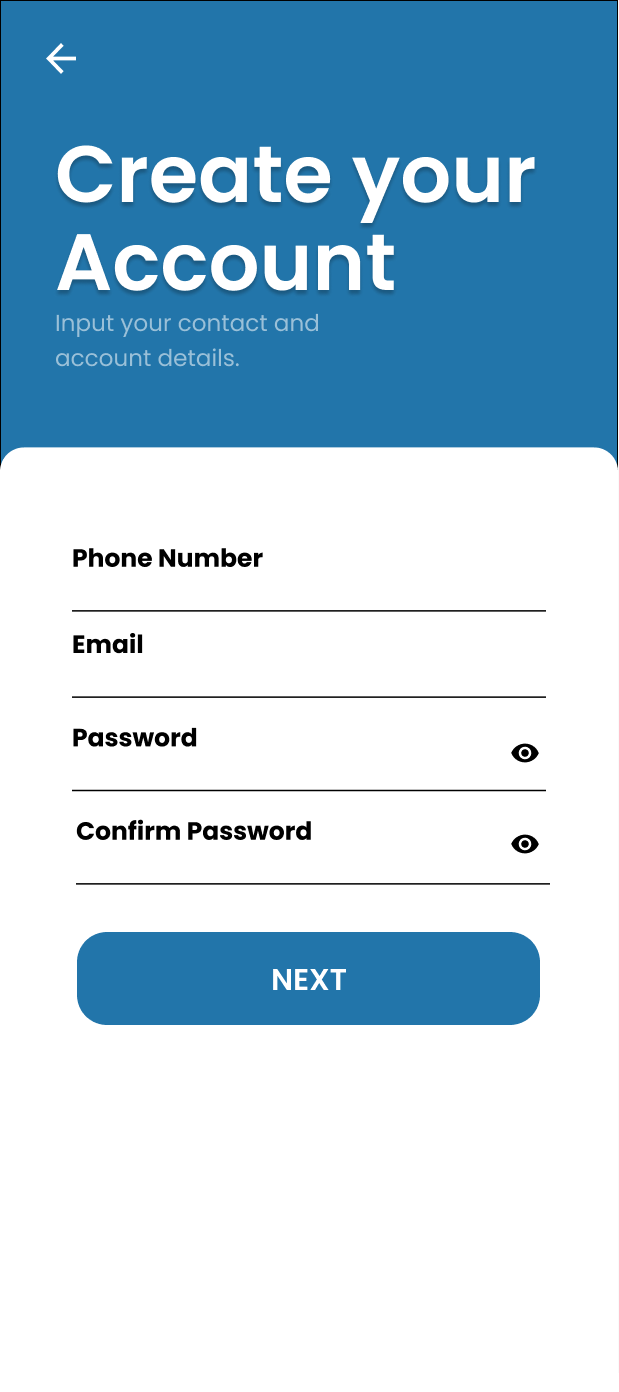 Create your
Account
Input your contact and
account details.
Phone Number
Email
Password
Confirm Password
NEXT